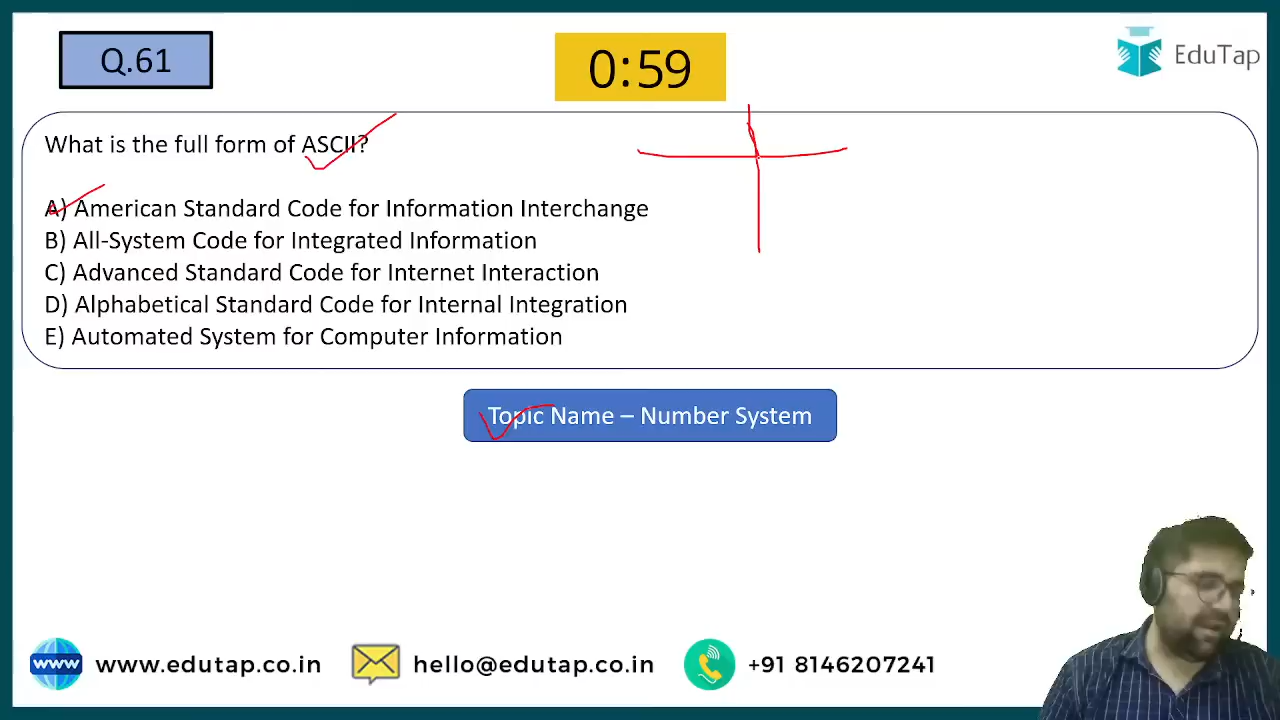 Q.61
0:59
EduTap
What is the full form of ASCII?
A) American Standard Code for Information Interchange
B) All-System Code for Integrated Information
C) Advanced Standard Code for Internet Interaction
D) Alphabetical Standard Code for Internal Integration
E) Automated System for Computer Information
Topic Name – Number System
www
www.edutap.co.in
hello@edutap.co.in
+91 8146207241